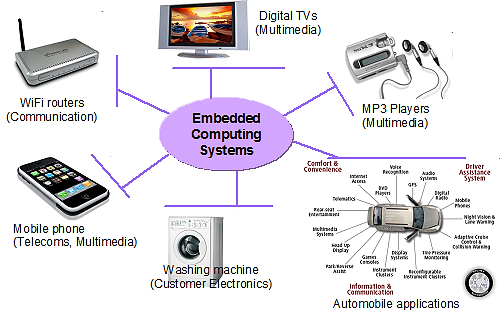 Digital TVs
(Multimedia)
WiFi routers
(Communication)
MP3 Players
(Multimedia)
Embedded
Computing
Systems
Mobile phone
(Telecoms, Multimedia)
Washing machine
(Customer Electronics)
Comfort &
Convenience
Driver
Assistance
System
Voice
Recognition
Internet
Access
DVD
Players
GPS
Audio
Systems
Digital
Radio
Telematics
Mobile
Phones
Rear-seat
Entertainment
Night Vision &
Lane Warning
Multimedia
Systems
Adaptive Cruise
Control &
Collision Warning
Head Up
Display
Tire Pressure
Monitoring
Park/Reverse
Assist
Games
Consoles
Display
Systems
Instrument
Clusters
Reconfigurable
Instrument Clusters
Information &
Communication
Automobile applications